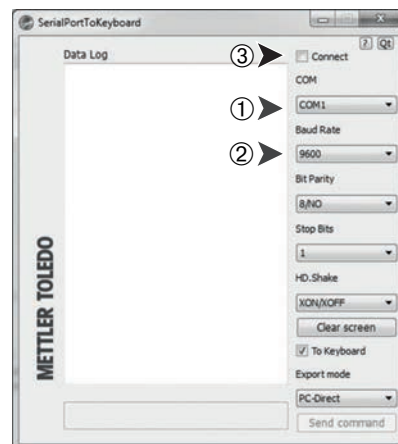 SerialPortToKeyboard
? Qt
Data Log
③ Connect
COM
① COM1
Baud Rate
② 9600
Bit Parity
8/NO
Stop Bits
1
HD.Shake
XON/XOFF
Clear screen
To Keyboard
Export mode
PC-Direct
Send command
METTLER TOLEDO